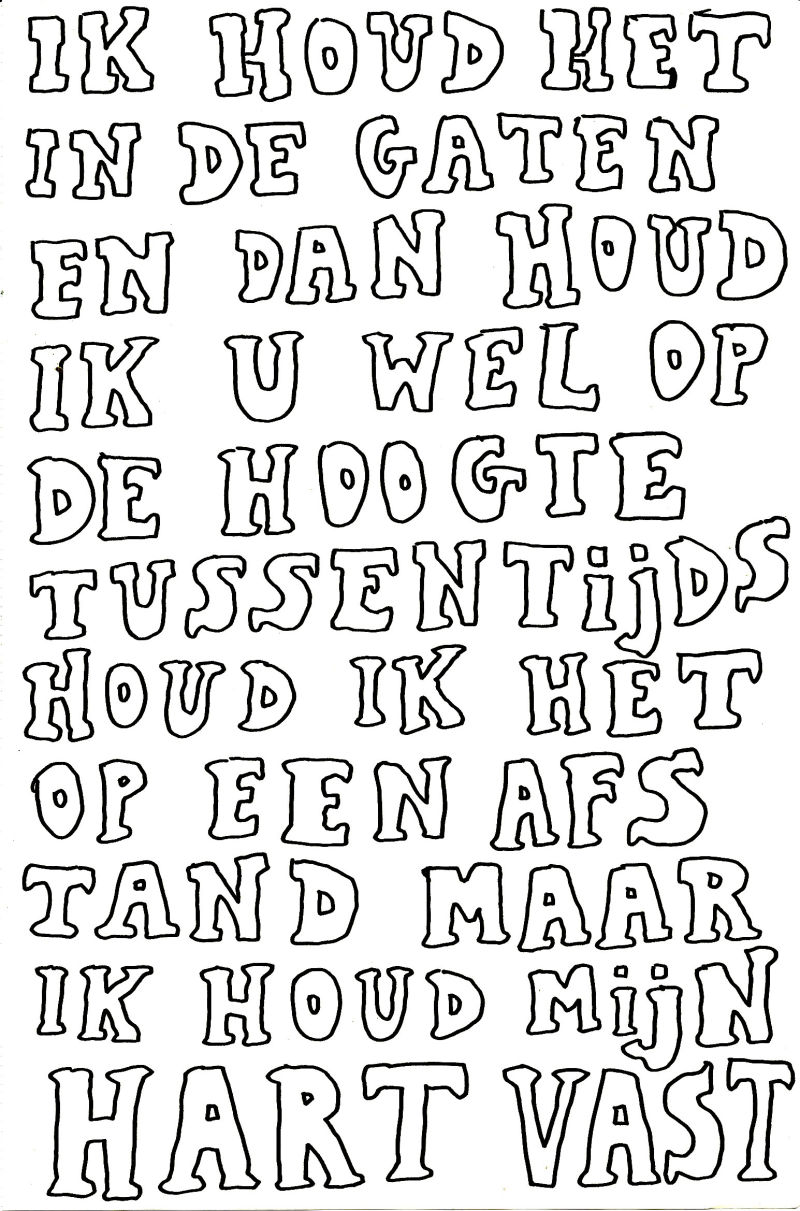 IK HOUD HET
IN DE GATEN
EN DAN HOUD
IK U WEL OP
DE HOOGTE
TUSSENTijDS
HOUD IK HET
OP EEN AFS
TAND MAAR
IK HOUD MijN
HART VAST